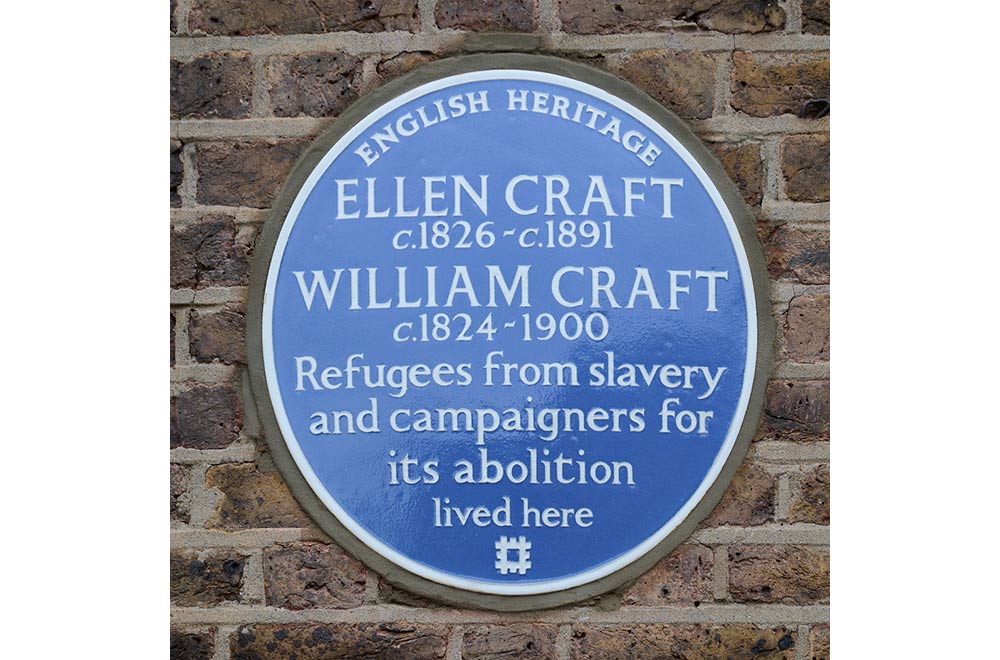 ENGLISH HERITAGE
ELLEN CRAFT
c.1826-c.1891
WILLIAM CRAFT
c.1824-1900
Refugees from slavery
and campaigners for
its abolition
lived here